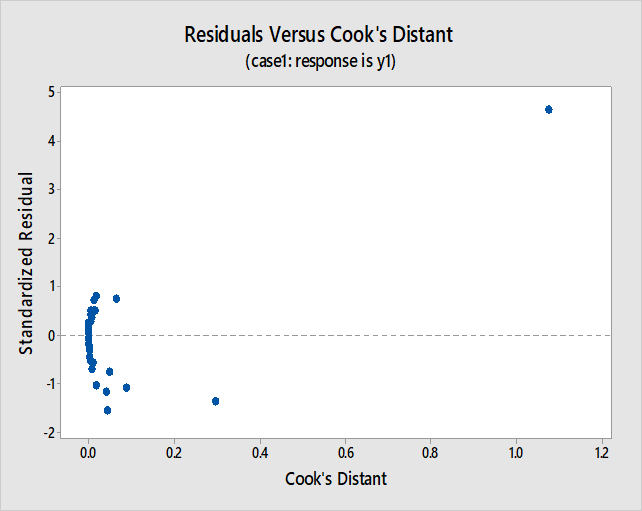 Residuals Versus Cook's Distant
(case1: response is y1)
5
4
3
2
1
0
-1
-2
Standardized Residual
0.0 0.2 0.4 0.6 0.8 1.0 1.2
Cook's Distant